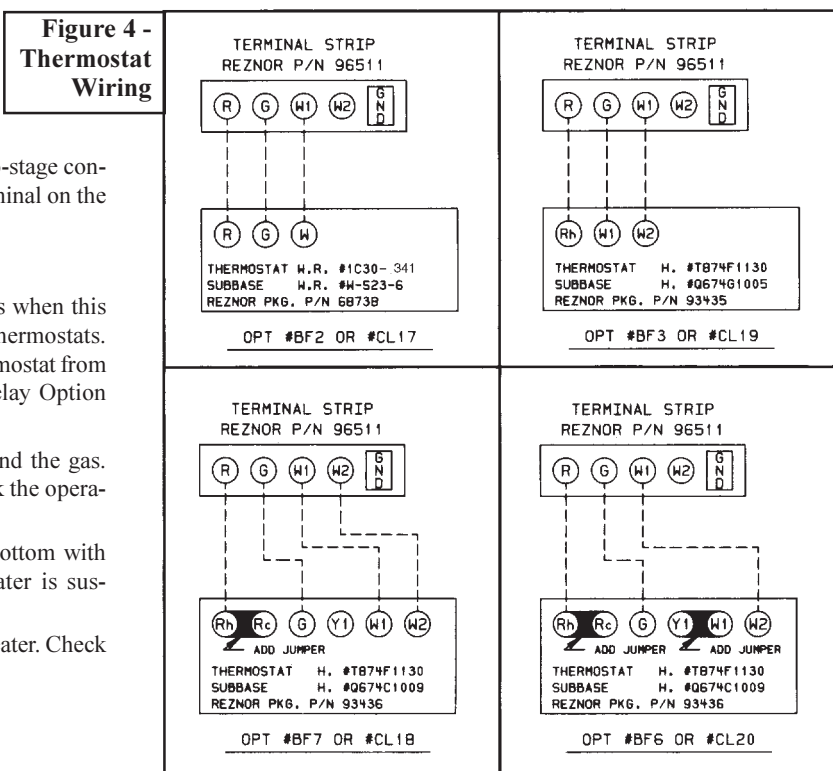 Figure 4 -
Thermostat
Wiring
-stage con-
minal on the
s when this
hermostats.
mostat from
elay Option
nd the gas.
k the opera-
ottom with
ater is sus-
ater. Check
TERMINAL STRIP
REZNOR P/N 96511
R G W1 W2 GND
R G W
THERMOSTAT W.R. #1C30-341
SUBBASE W.R. #W-S23-6
REZNOR PKG. P/N 68738
OPT #BF2 OR #CL17
TERMINAL STRIP
REZNOR P/N 96511
R G W1 W2 GND
Rh W1 W2
THERMOSTAT H. #T874F1130
SUBBASE H. #Q674G1005
REZNOR PKG. P/N 93435
OPT #BF3 OR #CL19
TERMINAL STRIP
REZNOR P/N 96511
R G W1 W2 GND
Rh Rc G Y1 W1 W2
ADD JUMPER
THERMOSTAT H. #T874F1130
SUBBASE H. #Q674C1009
REZNOR PKG. P/N 93436
OPT #BF7 OR #CL18
TERMINAL STRIP
REZNOR P/N 96511
R G W1 W2 GND
Rh Rc G Y1 W1 W2
ADD JUMPER ADD JUMPER
THERMOSTAT H. #T874F1130
SUBBASE H. #Q674C1009
REZNOR PKG. P/N 93436
OPT #BF6 OR #CL20